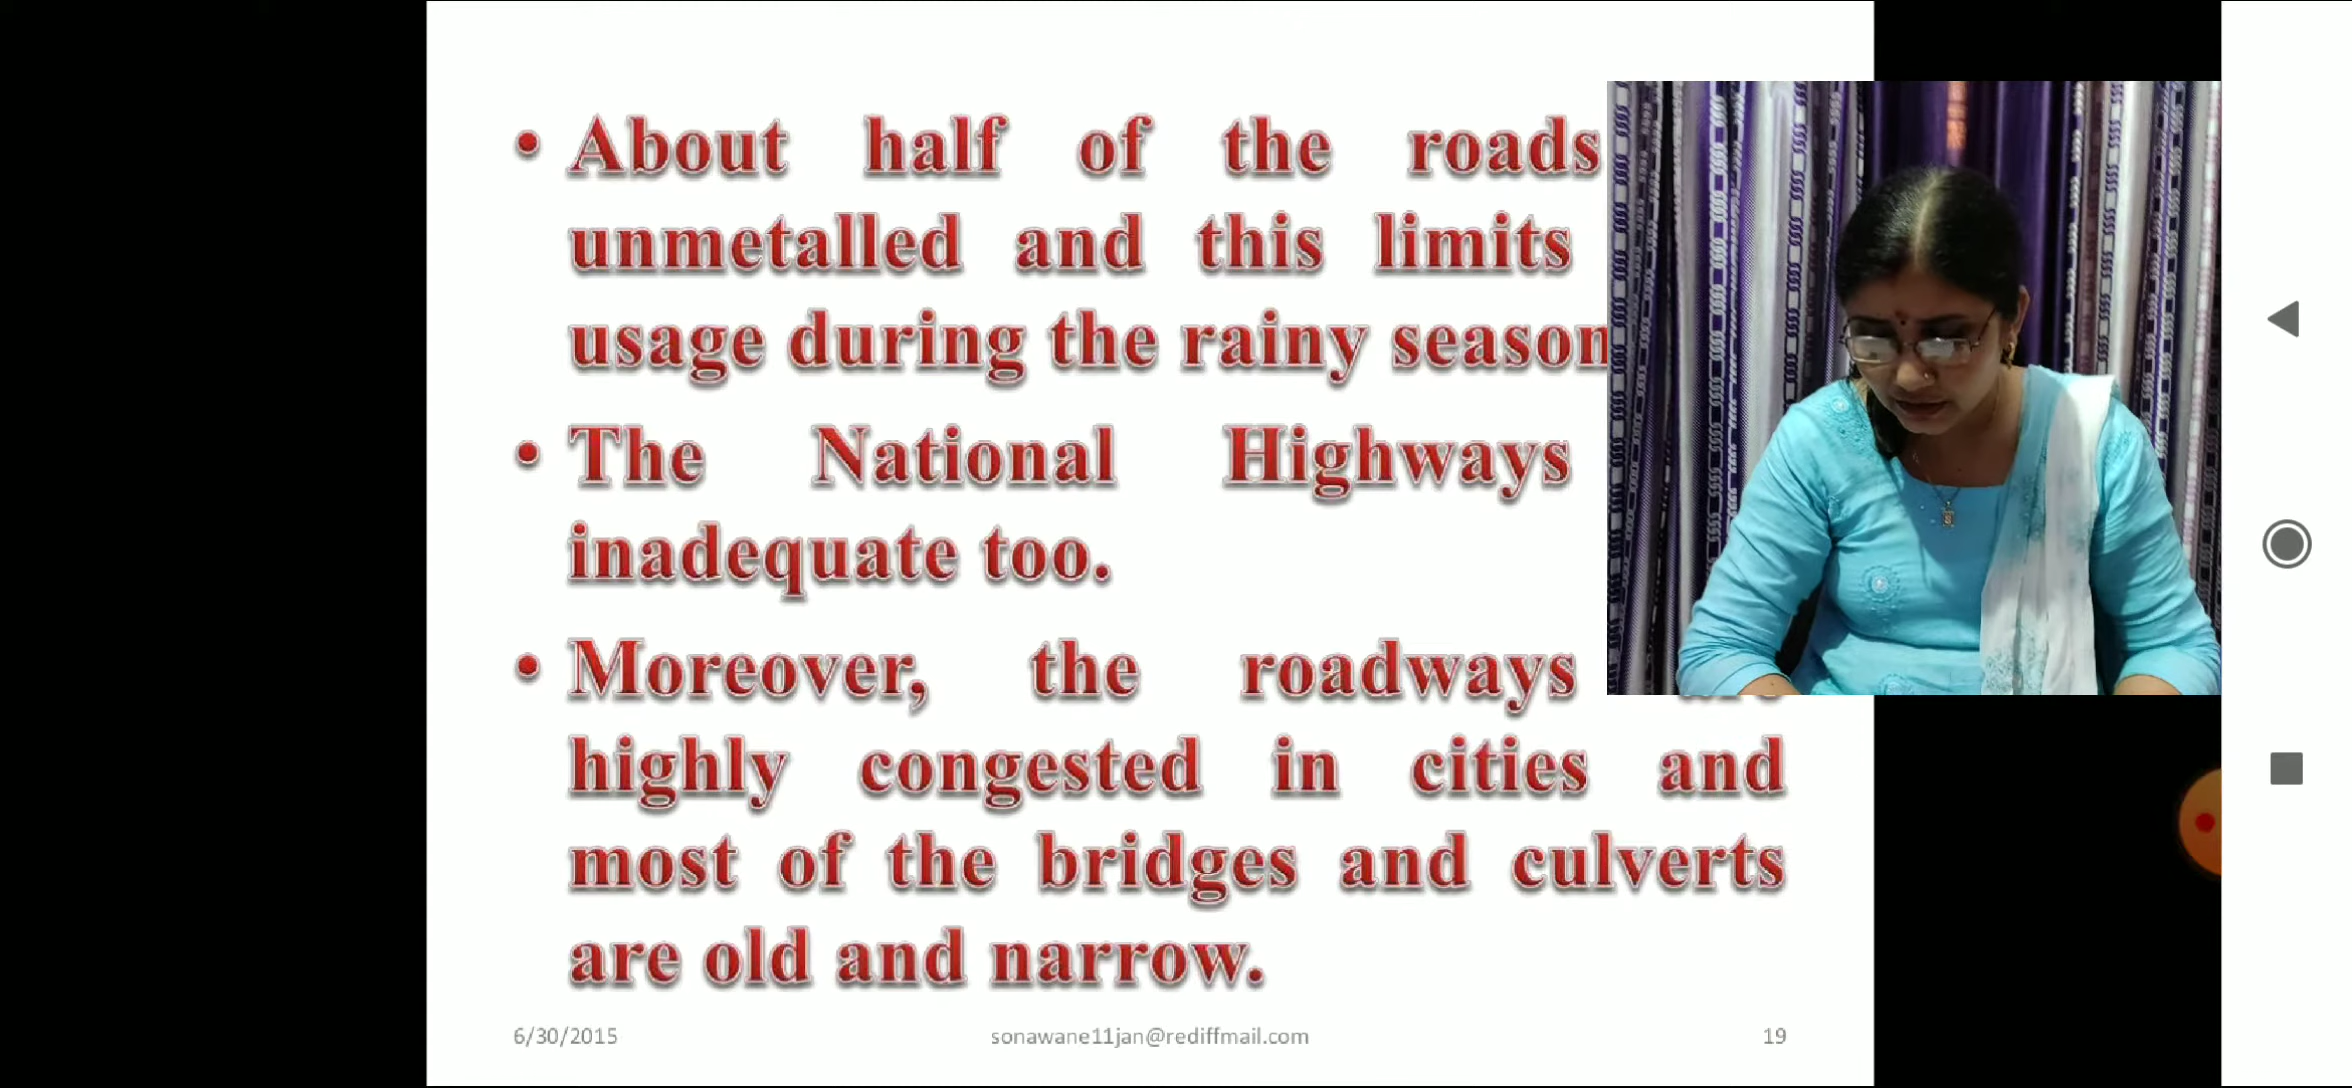 • About half of the roads
unmetalled and this limits
usage during the rainy season
• The National Highways
inadequate too.
• Moreover, the roadways
highly congested in cities and
most of the bridges and culverts
are old and narrow.
6/30/2015 sonawane11jan@rediffmail.com 19